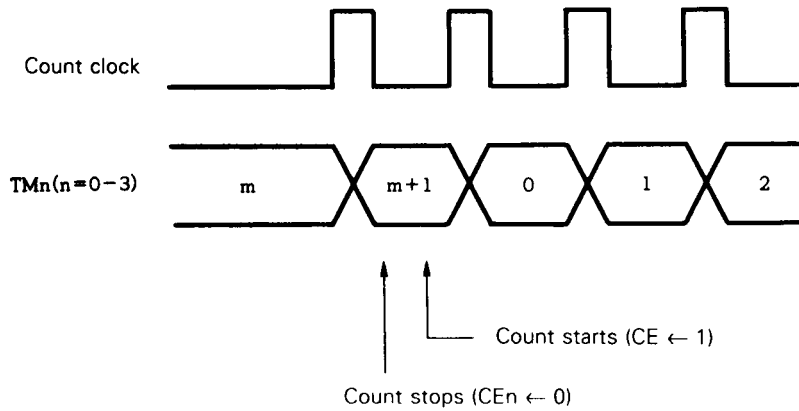 Count clock
TMn(n=0-3)
m
m+1
0
1
2
Count starts (CE ← 1)
Count stops (CEn ← 0)